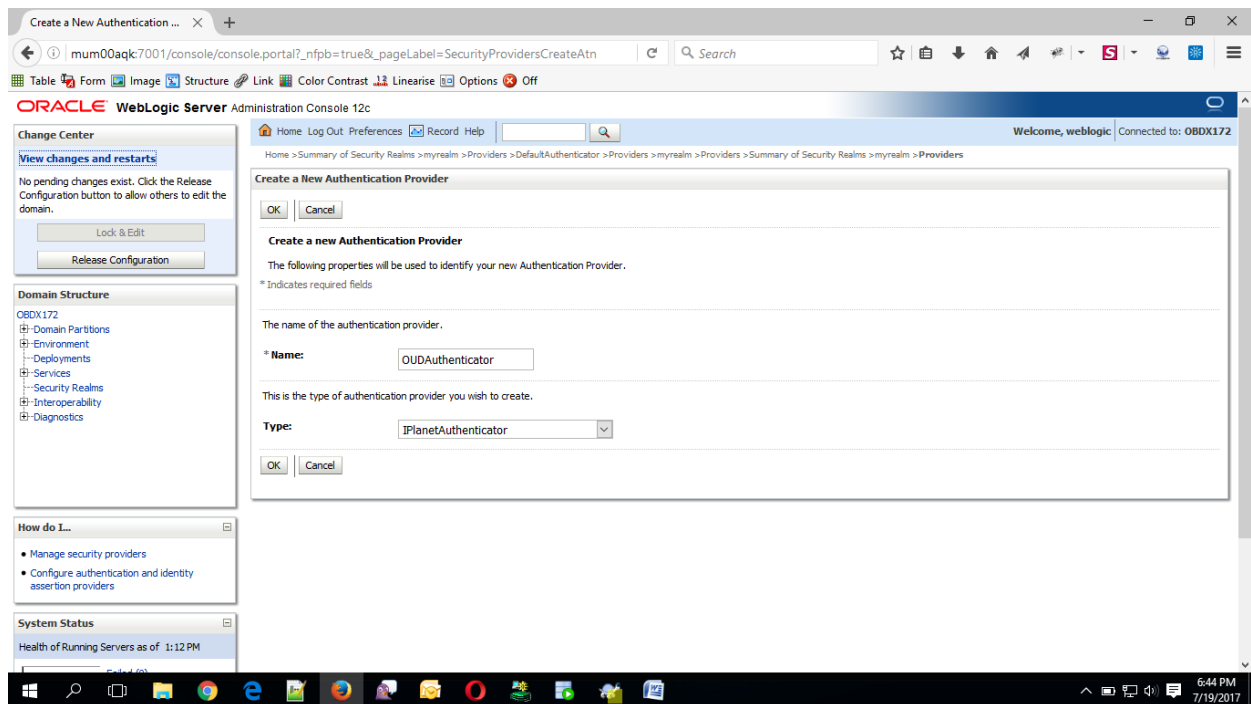 Create a New Authentication ...
mum00aqk:7001/console/console.portal?_nfpb=true&_pageLabel=SecurityProvidersCreateAtn
Search
Table Form Image Structure Link Color Contrast Linearise Options Off
ORACLE WebLogic Server Administration Console 12c
Change Center
View changes and restarts
No pending changes exist. Click the Release
Configuration button to allow others to edit the
domain.
Lock & Edit
Release Configuration
Domain Structure
OBDX172
Domain Partitions
Environment
Deployments
Services
Security Realms
Interoperability
Diagnostics
How do I...
Manage security providers
Configure authentication and identity
assertion providers
System Status
Health of Running Servers as of 1:12 PM
Home Log Out Preferences Record Help
Welcome, weblogic Connected to: OBDX172
Home >Summary of Security Realms >myrealm >Providers >DefaultAuthenticator >Providers >myrealm >Providers >Summary of Security Realms >myrealm >Providers
Create a New Authentication Provider
OK Cancel
Create a new Authentication Provider
The following properties will be used to identify your new Authentication Provider.
* Indicates required fields
The name of the authentication provider.
* Name: OUDAuthenticator
This is the type of authentication provider you wish to create.
Type: IPlanetAuthenticator
OK Cancel
6:44 PM
7/19/2017